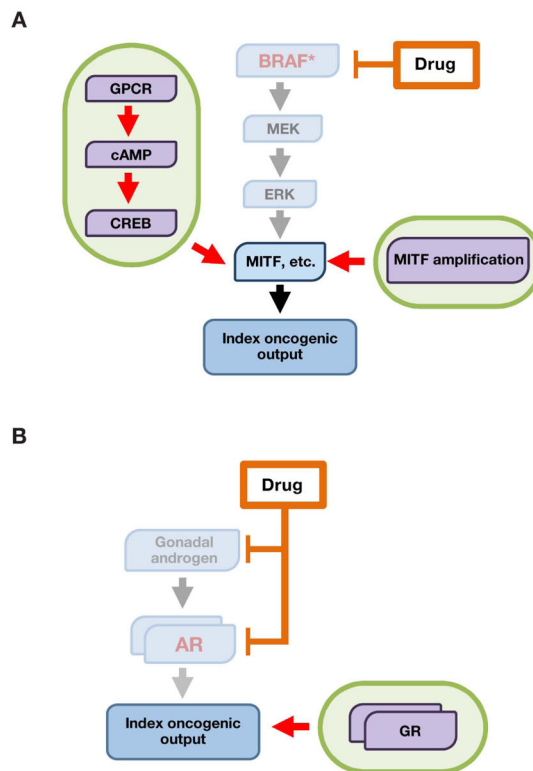 A
BRAF*
Drug
GPCR
MEK
cAMP
ERK
CREB
MITF, etc.
MITF amplification
Index oncogenic
output
B
Drug
Gonadal
androgen
AR
Index oncogenic
output
GR